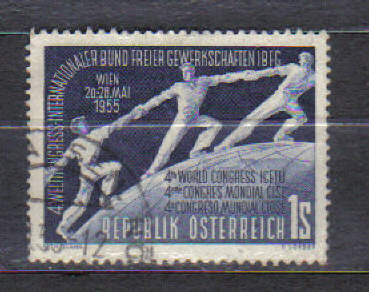 4. WELTKONGRESS INTERNATIONALER BUND FREIER GEWERKSCHAFTEN IBFG
WIEN
20-28. MAI
1955
4th WORLD CONGRESS ICFTU
4me CONGRES MONDIAL CISL
4o CONGRESO MUNDIAL CIOSL
REPUBLIK ÖSTERREICH 1S